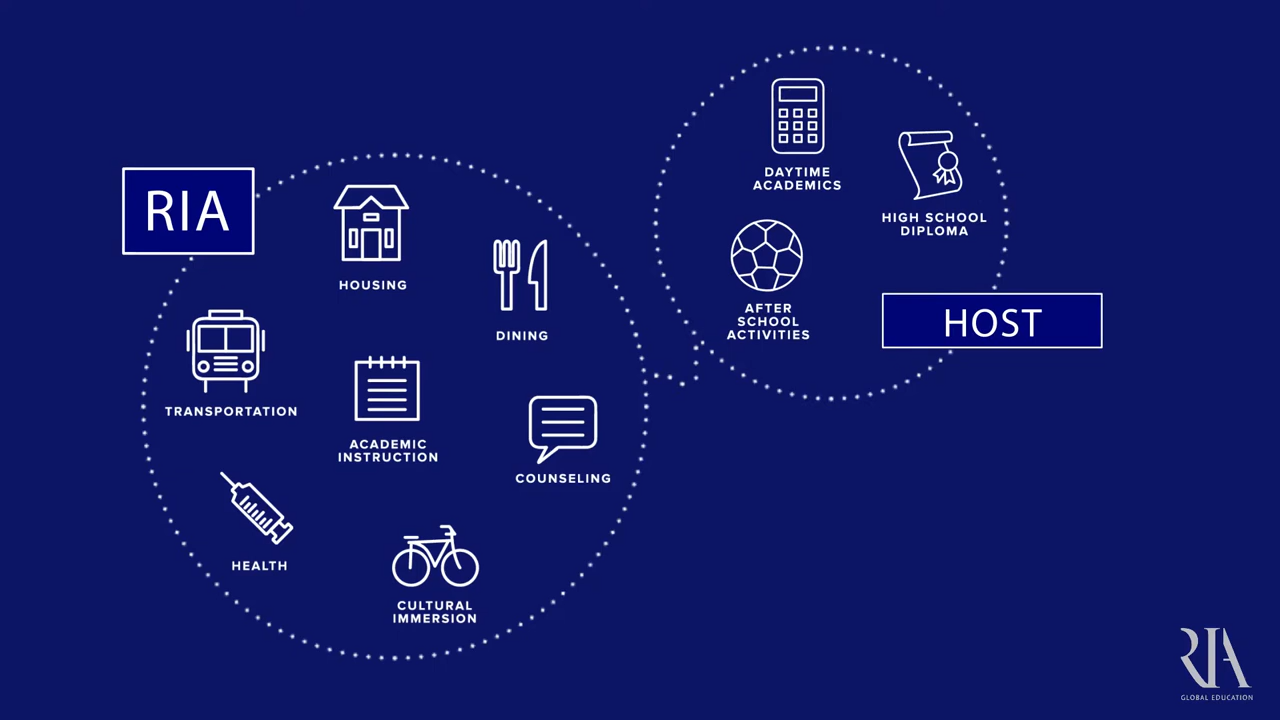 RIA
HOUSING
DINING
TRANSPORTATION
ACADEMIC
INSTRUCTION
COUNSELING
HEALTH
CULTURAL
IMMERSION
DAYTIME
ACADEMICS
HIGH SCHOOL
DIPLOMA
AFTER
SCHOOL
ACTIVITIES
HOST
RIA
GLOBAL EDUCATION